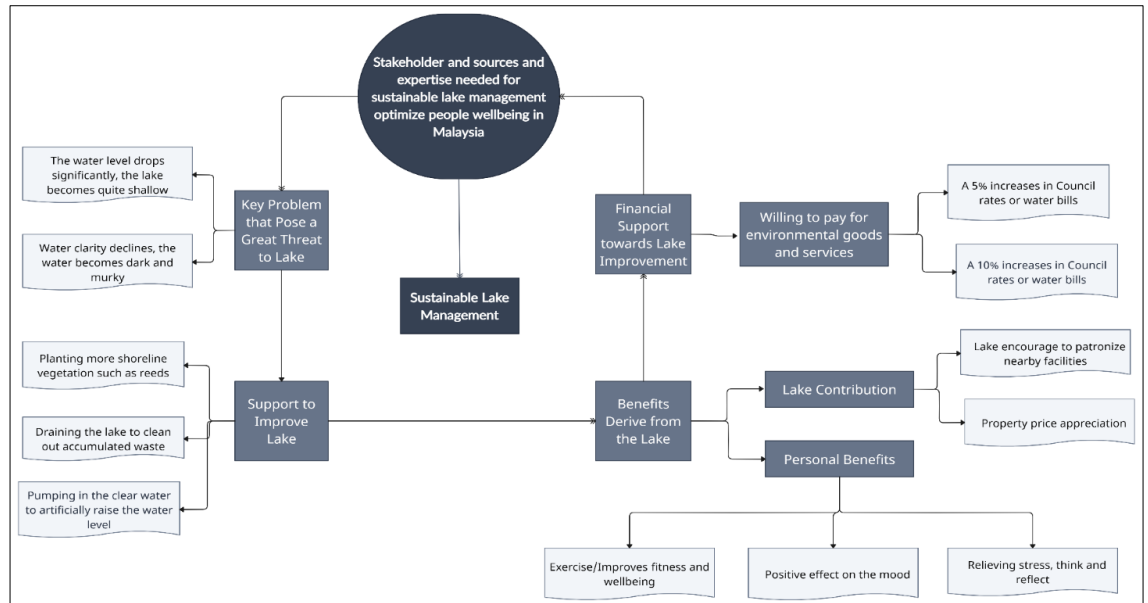 Stakeholder and sources and
expertise needed for
sustainable lake management
optimize people wellbeing in
Malaysia
The water level drops
significantly, the lake
becomes quite shallow
Water clarity declines, the
water becomes dark and
murky
Key Problem
that Pose a
Great Threat
to Lake
Sustainable Lake
Management
Financial
Support
towards Lake
Improvement
Willing to pay for
environmental goods
and services
A 5% increases in Council
rates or water bills
A 10% increases in Council
rates or water bills
Planting more shoreline
vegetation such as reeds
Draining the lake to clean
out accumulated waste
Pumping in the clear water
to artificially raise the water
level
Support to
Improve
Lake
Benefits
Derive from
the Lake
Lake Contribution
Personal Benefits
Lake encourage to patronize
nearby facilities
Property price appreciation
Exercise/Improves fitness and
wellbeing
Positive effect on the mood
Relieving stress, think and
reflect